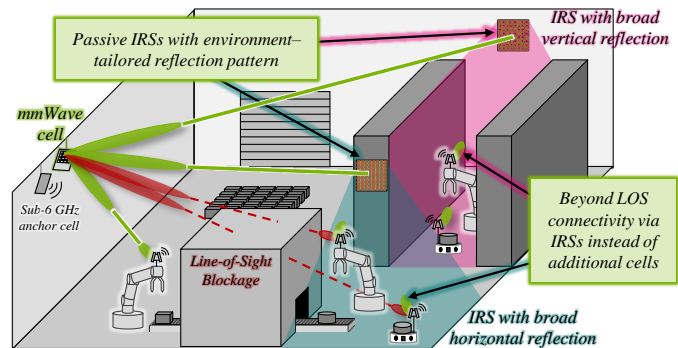 Passive IRSs with environment–
tailored reflection pattern
IRS with broad
vertical reflection
mmWave
cell
Sub-6 GHz
anchor cell
Line-of-Sight
Blockage
Beyond LOS
connectivity via
IRSs instead of
additional cells
IRS with broad
horizontal reflection